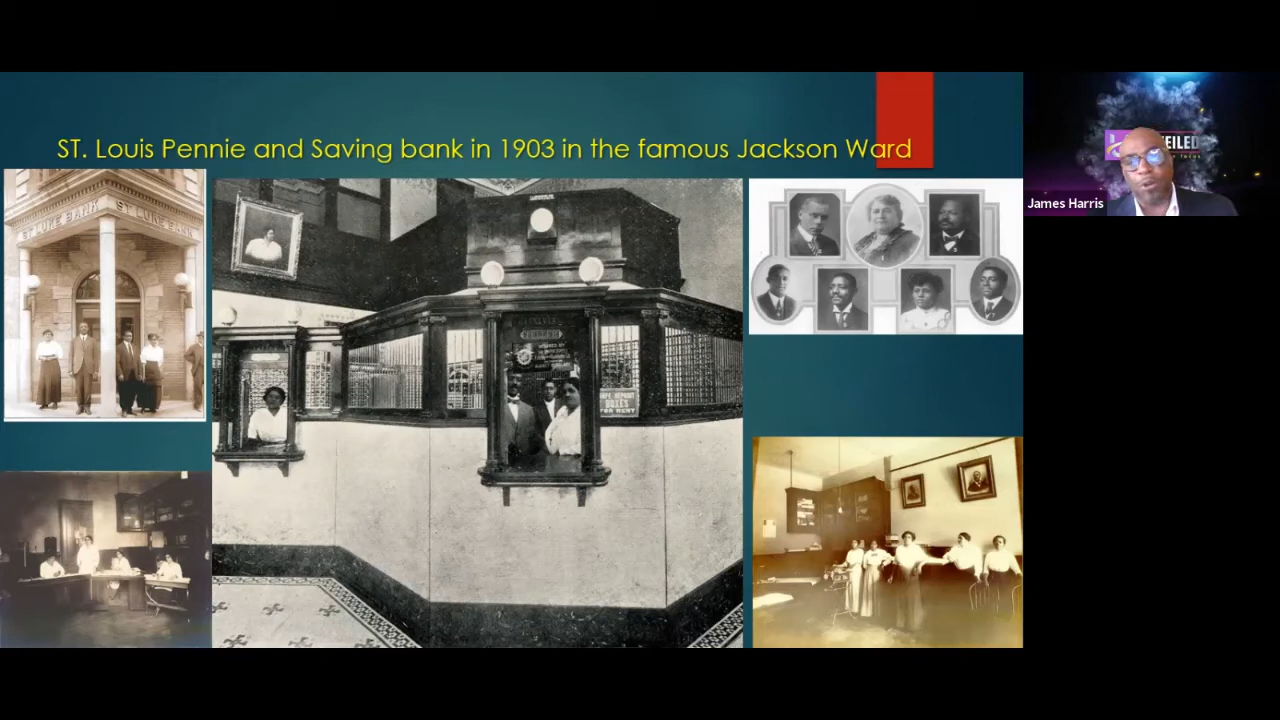 ST. Louis Pennie and Saving bank in 1903 in the famous Jackson Ward
ST LUKE BANK ST LUKE BANK
SAFE DEPOSIT
BOXES
FOR RENT
EILED
James Harris